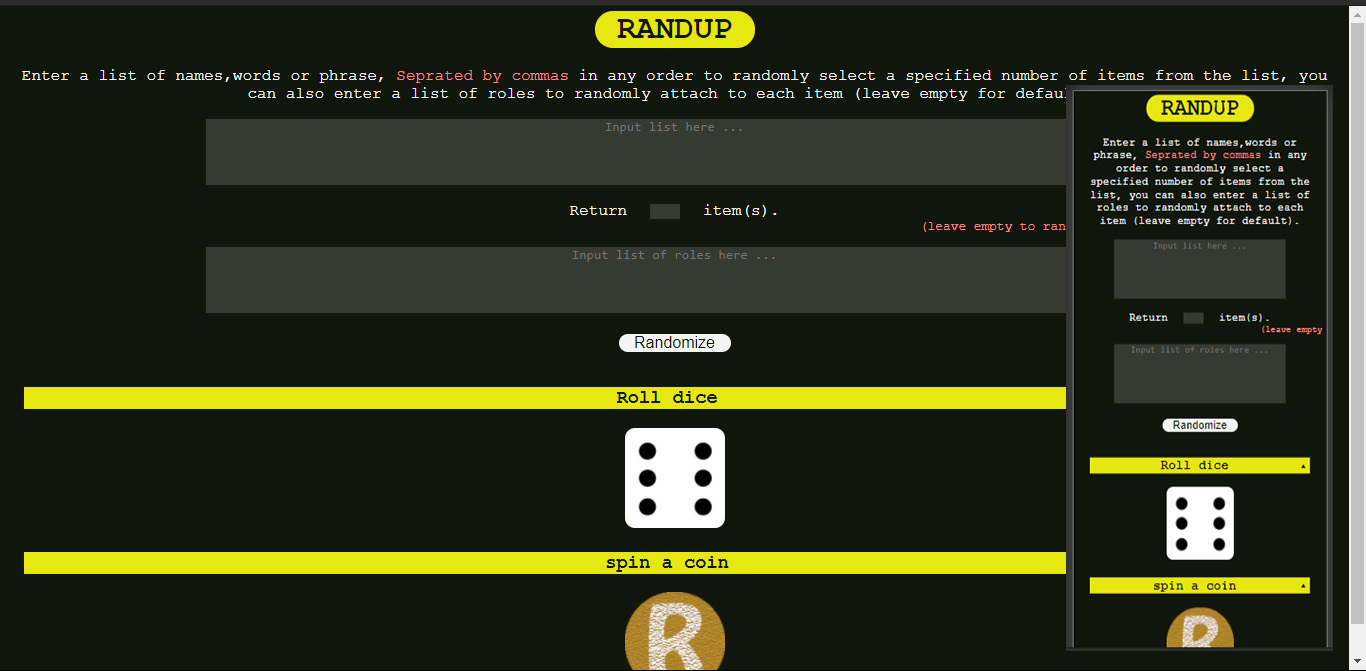 RANDUP
Enter a list of names,words or phrase, Seprated by commas in any order to randomly select a specified number of items from the list, you
can also enter a list of roles to randomly attach to each item (leave empty for defau
Input list here ...
Return item(s).
(leave empty to ran
Input list of roles here ...
Randomize
Roll dice
spin a coin
R
RANDUP
Enter a list of names,words or
phrase, Seprated by commas in any
order to randomly select a
specified number of items from the
list, you can also enter a list of
roles to randomly attach to each
item (leave empty for default).
Input list here ...
Return item(s).
(leave empty
Input list of roles here ...
Randomize
Roll dice
spin a coin
R